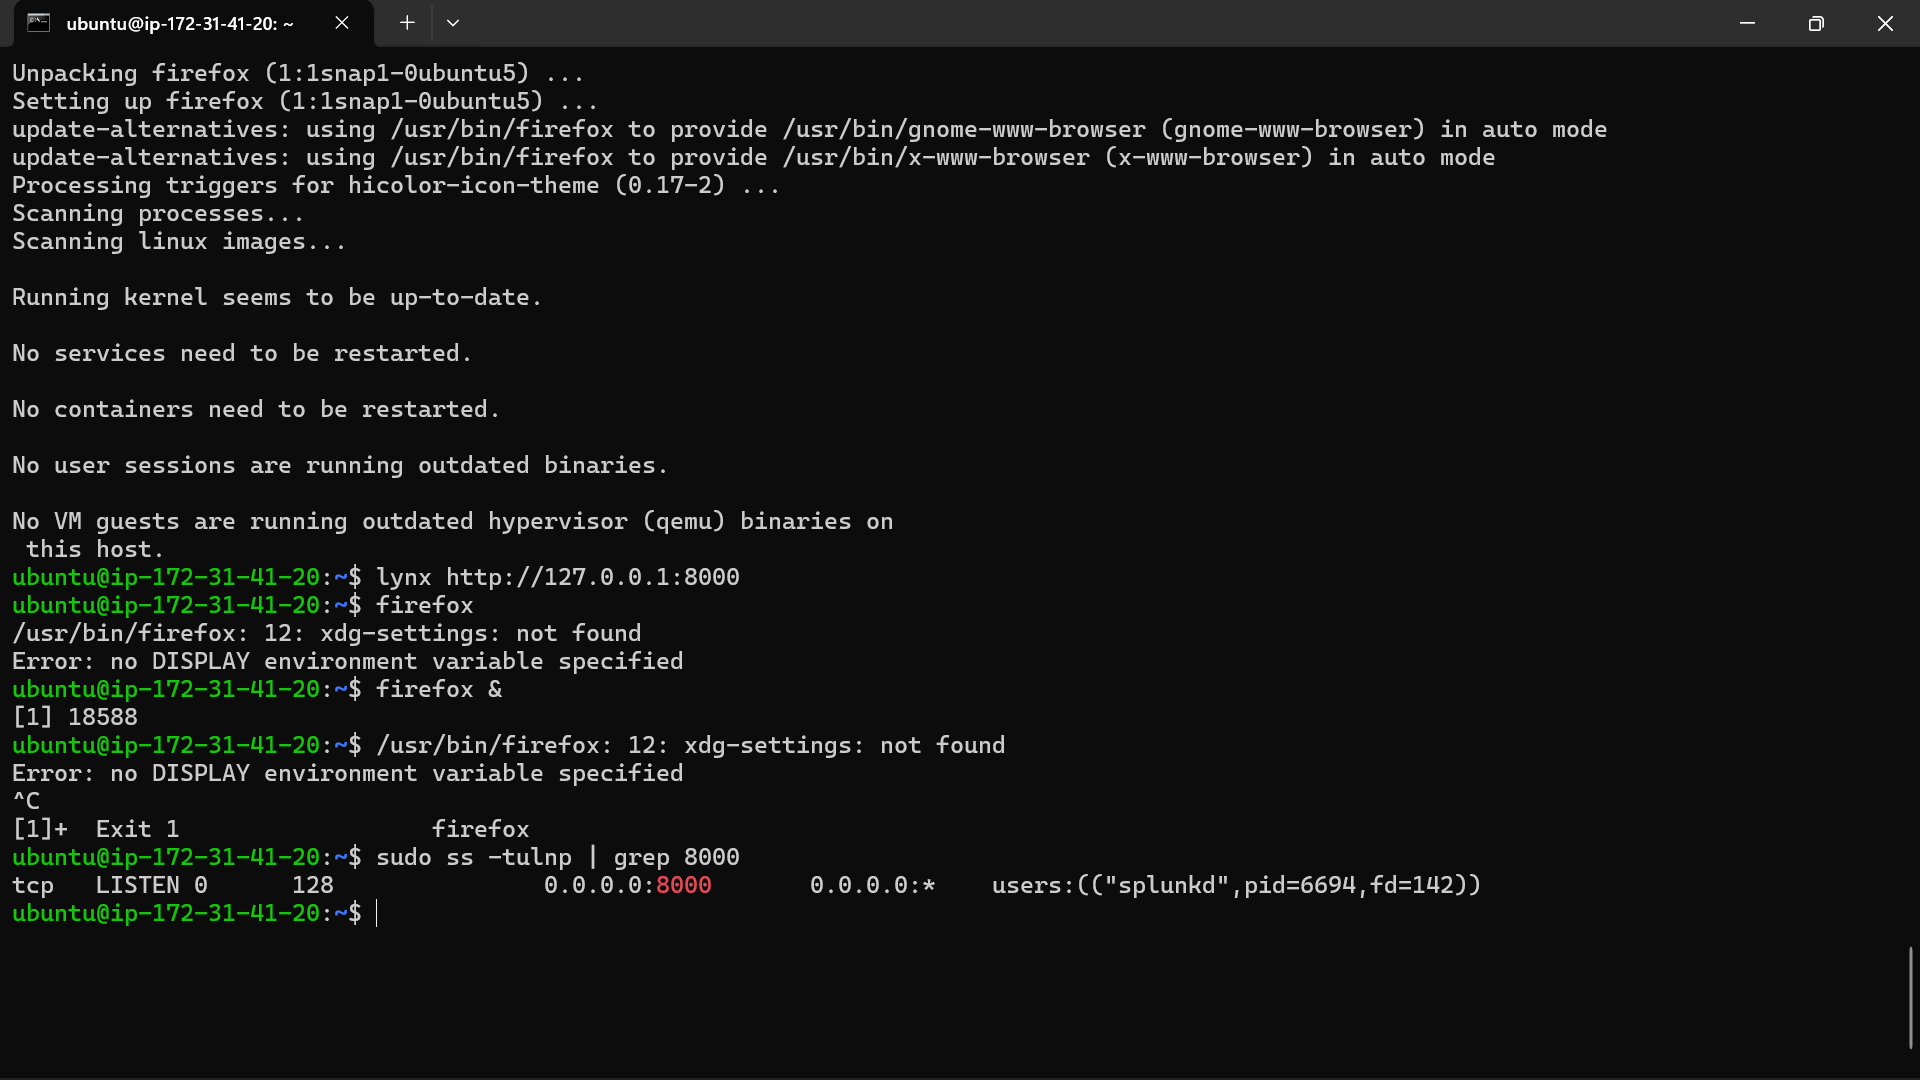 ubuntu@ip-172-31-41-20: ~
Unpacking firefox (1:1snap1-0ubuntu5) ...
Setting up firefox (1:1snap1-0ubuntu5) ...
update-alternatives: using /usr/bin/firefox to provide /usr/bin/gnome-www-browser (gnome-www-browser) in auto mode
update-alternatives: using /usr/bin/firefox to provide /usr/bin/x-www-browser (x-www-browser) in auto mode
Processing triggers for hicolor-icon-theme (0.17-2) ...
Scanning processes...
Scanning linux images...
Running kernel seems to be up-to-date.
No services need to be restarted.
No containers need to be restarted.
No user sessions are running outdated binaries.
No VM guests are running outdated hypervisor (qemu) binaries on
 this host.
ubuntu@ip-172-31-41-20:~$ lynx http://127.0.0.1:8000
ubuntu@ip-172-31-41-20:~$ firefox
/usr/bin/firefox: 12: xdg-settings: not found
Error: no DISPLAY environment variable specified
ubuntu@ip-172-31-41-20:~$ firefox &
[1] 18588
ubuntu@ip-172-31-41-20:~$ /usr/bin/firefox: 12: xdg-settings: not found
Error: no DISPLAY environment variable specified
^C
[1]+  Exit 1                  firefox
ubuntu@ip-172-31-41-20:~$ sudo ss -tulnp | grep 8000
tcp   LISTEN 0      128               0.0.0.0:8000       0.0.0.0:*    users:(("splunkd",pid=6694,fd=142))
ubuntu@ip-172-31-41-20:~$